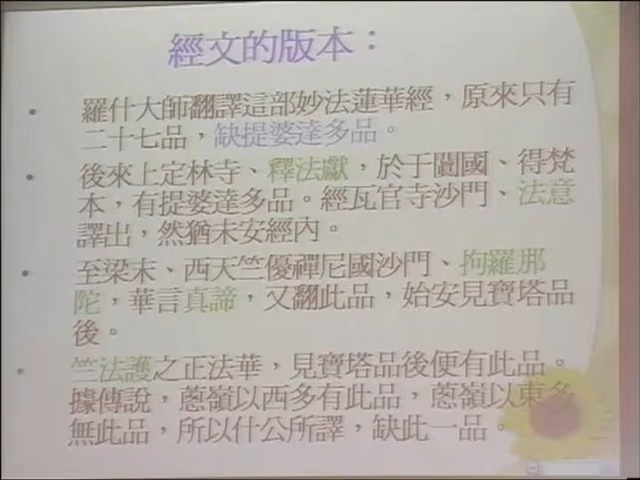 經文的版本：
羅什大師翻譯這部妙法蓮華經，原來只有
二十七品，缺提婆達多品。
後來上定林寺、釋法獻，於于闐國、得梵
本，有提婆達多品。經瓦官寺沙門、法意
譯出，然猶未安經內。
至梁末、西天竺優禪尼國沙門、拘羅那
陀，華言真諦，又翻此品，始安見寶塔品
後。
竺法護之正法華，見寶塔品後便有此品。
據傳說，蔥嶺以西多有此品，蔥嶺以東多
無此品，所以什公所譯，缺此一品。